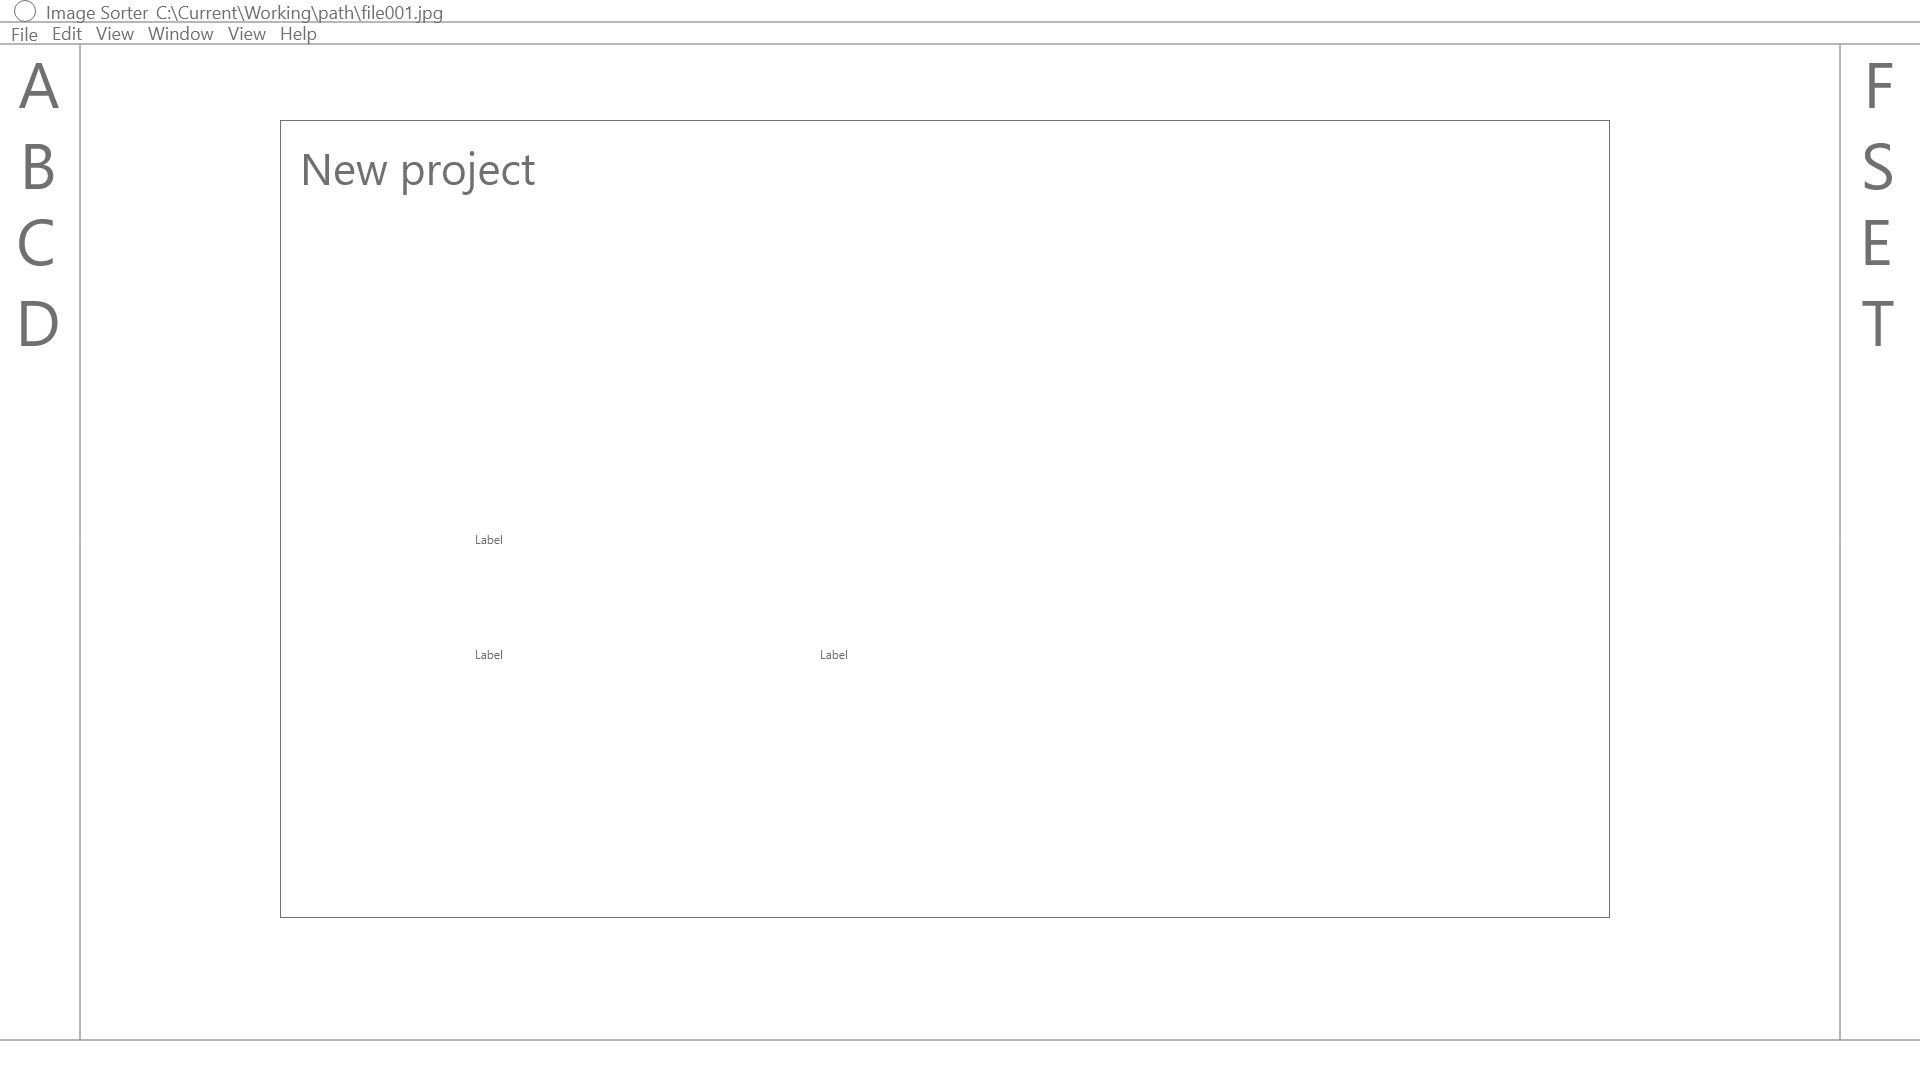 Image Sorter C:\Current\Working\path\file001.jpg
File Edit View Window View Help
A
B
C
D
New project
Label
Label Label
F
S
E
T